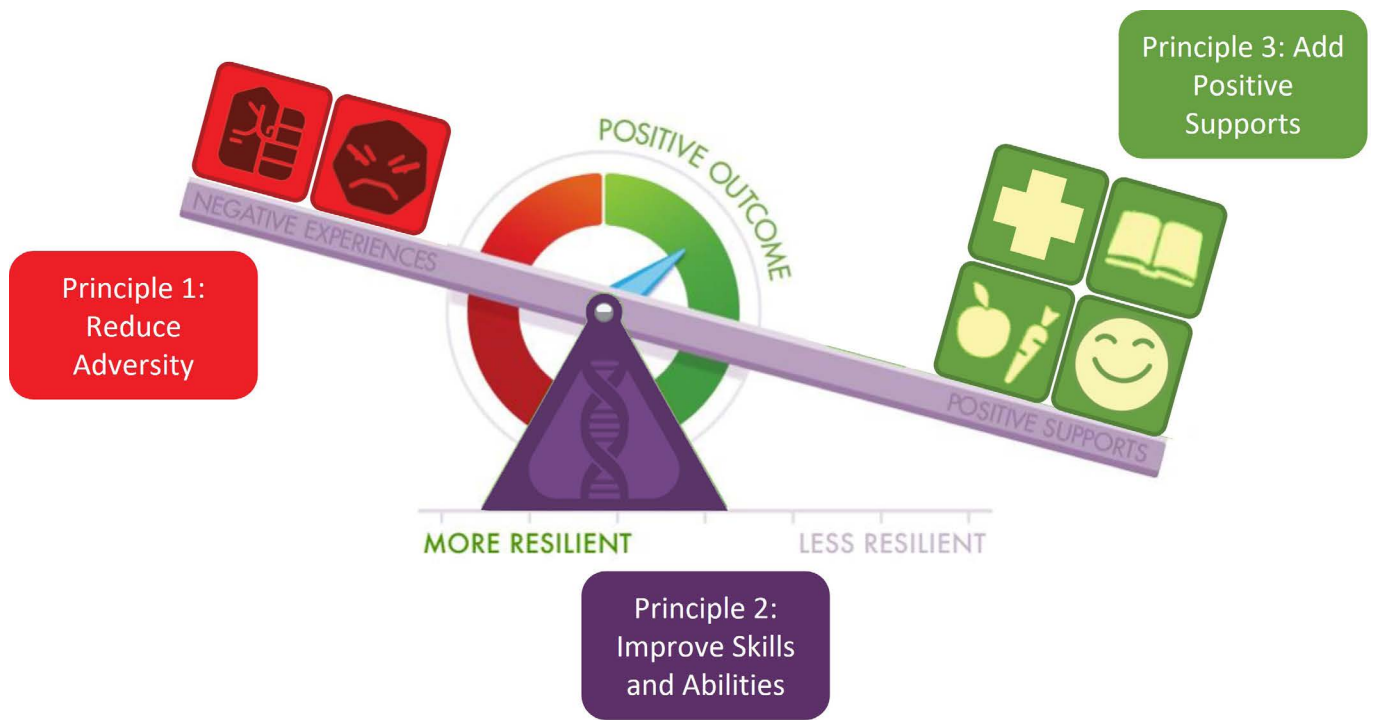 Principle 3: Add
Positive
Supports
POSITIVE OUTCOME
NEGATIVE EXPERIENCES
Principle 1:
Reduce
Adversity
POSITIVE SUPPORTS
MORE RESILIENT
LESS RESILIENT
Principle 2:
Improve Skills
and Abilities